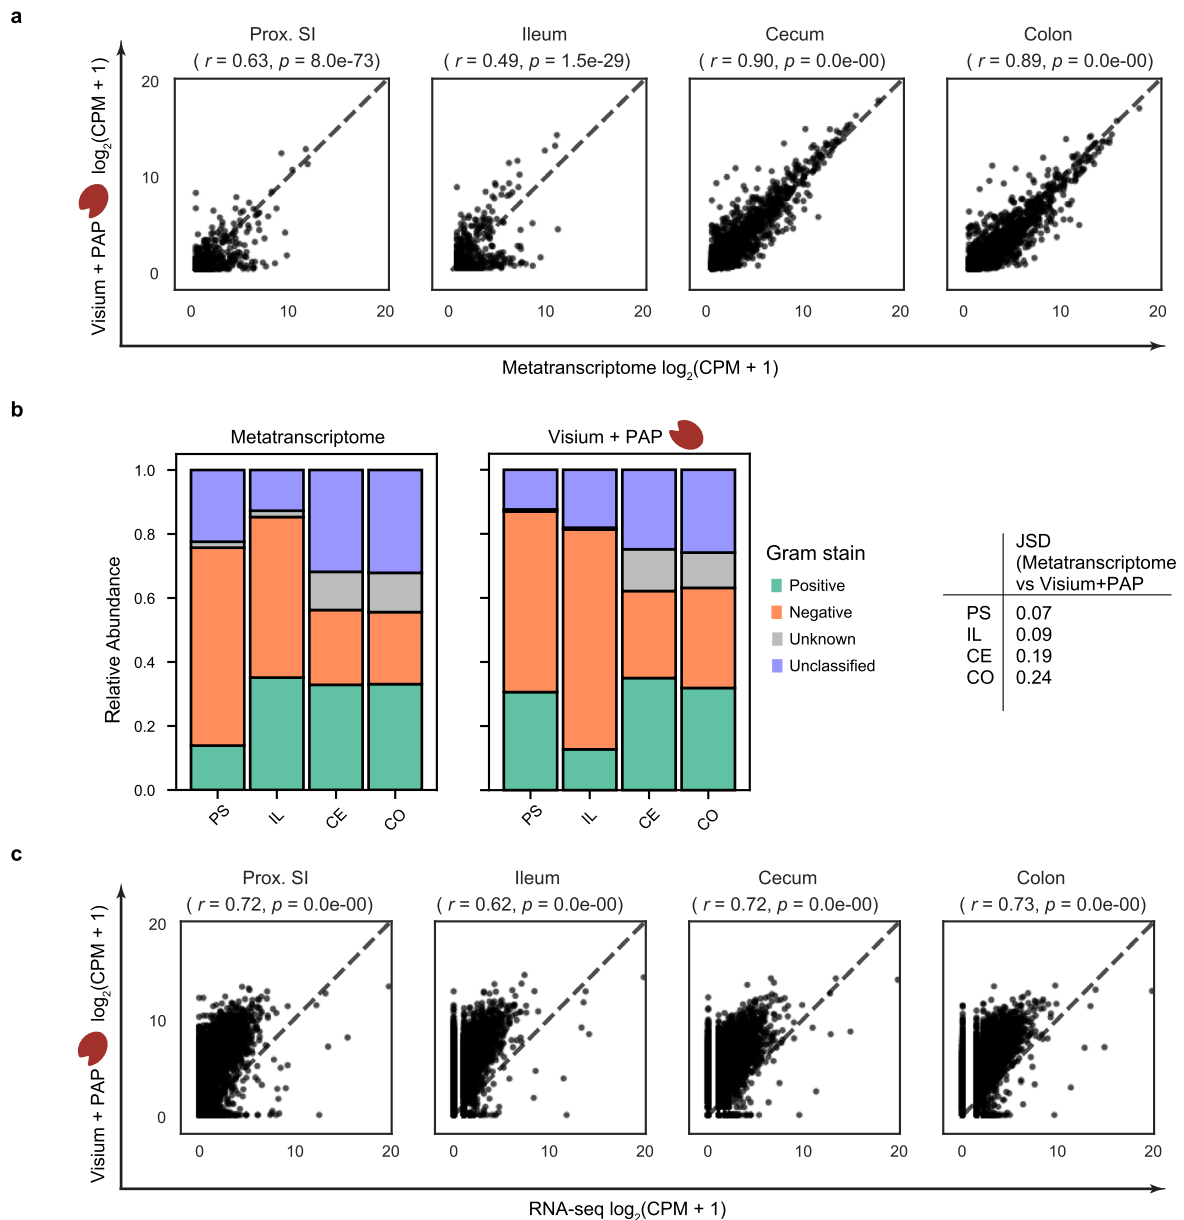 a
Prox. SI
( r = 0.63, p = 8.0e-73)
Ileum
( r = 0.49, p = 1.5e-29)
Cecum
( r = 0.90, p = 0.0e-00)
Colon
( r = 0.89, p = 0.0e-00)
Visium + PAP log2(CPM + 1)
20
10
0
0 10 20
0 10 20
0 10 20
0 10 20
Metatranscriptome log2(CPM + 1)
b
Metatranscriptome
Visium + PAP
Relative Abundance
1.0
0.8
0.6
0.4
0.2
0.0
PS IL CE CO
PS IL CE CO
Gram stain
Positive
Negative
Unknown
Unclassified
JSD
(Metatranscriptome
vs Visium+PAP
PS 0.07
IL 0.09
CE 0.19
CO 0.24
c
Prox. SI
( r = 0.72, p = 0.0e-00)
Ileum
( r = 0.62, p = 0.0e-00)
Cecum
( r = 0.72, p = 0.0e-00)
Colon
( r = 0.73, p = 0.0e-00)
Visium + PAP log2(CPM + 1)
20
10
0
0 10 20
0 10 20
0 10 20
0 10 20
RNA-seq log2(CPM + 1)